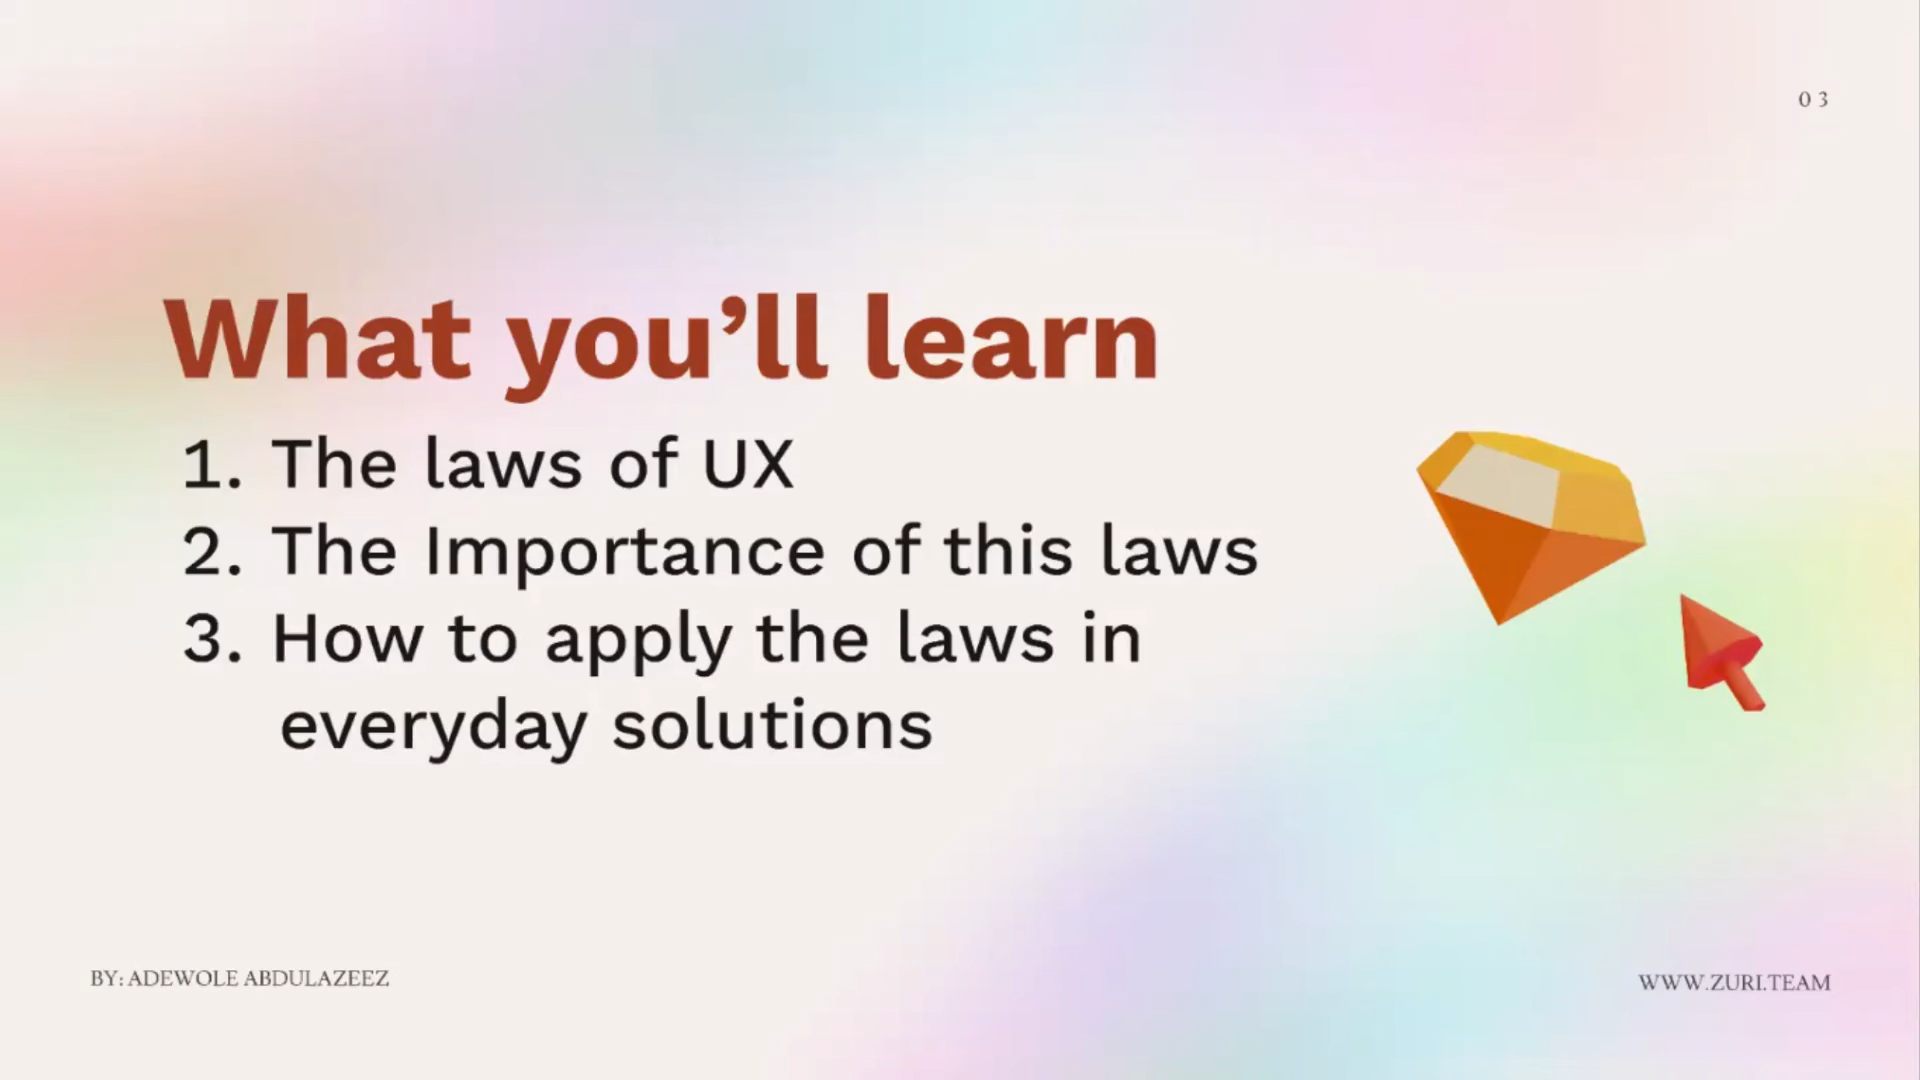 03
What you’ll learn
1. The laws of UX
2. The Importance of this laws
3. How to apply the laws in
everyday solutions
BY: ADEWOLE ABDULAZEEZ
WWW.ZURI.TEAM